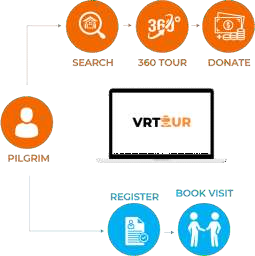 360°
SEARCH
360 TOUR
DONATE
PILGRIM
VRTOUR
REGISTER
BOOK VISIT